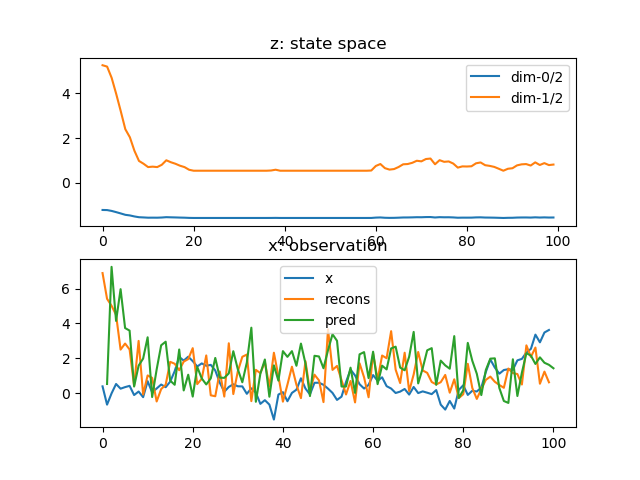 z: state space
dim-0/2
dim-1/2
4
2
0
0 20 40 60 80 100
x: observation
x
recons
pred
6
4
2
0
0 20 40 60 80 100